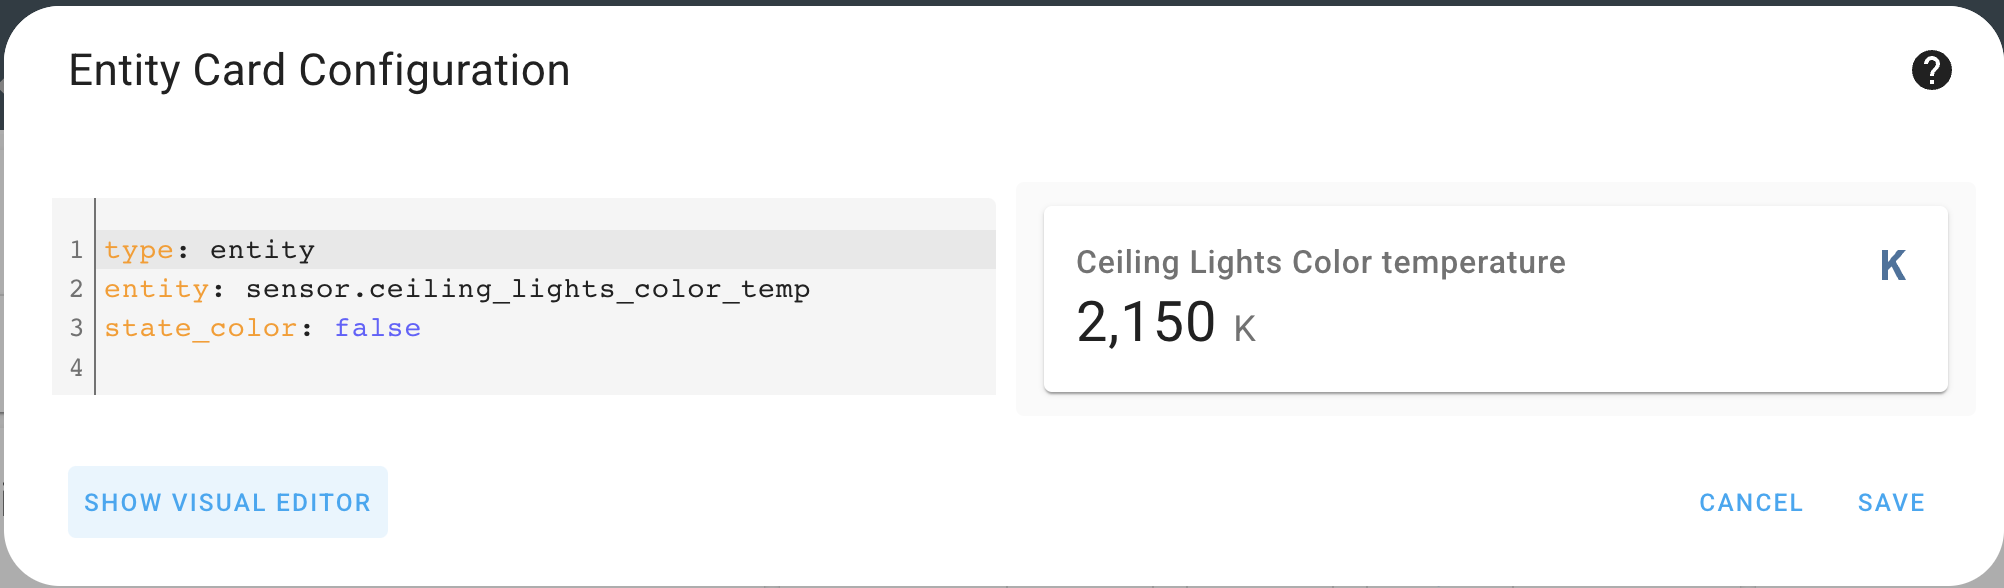 Entity Card Configuration
?
1 type: entity
2 entity: sensor.ceiling_lights_color_temp
3 state_color: false
4
Ceiling Lights Color temperature
K
2,150 K
SHOW VISUAL EDITOR
CANCEL
SAVE